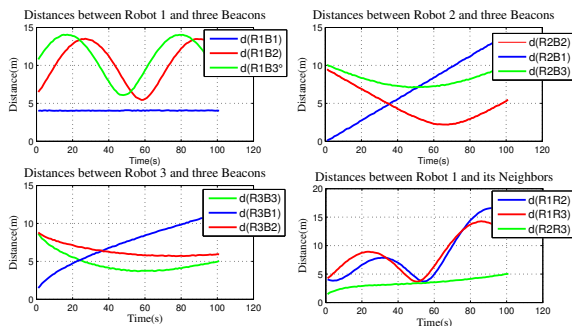 Distances between Robot 1 and three Beacons
15
10
5
0
0 20 40 60 80 100 120
Distance(m)
Time(s)
d(R1B1)
d(R1B2)
d(R1B3°
Distances between Robot 2 and three Beacons
15
10
5
0
0 20 40 60 80 100 120
Distance(m)
Time(s)
d(R2B2)
d(R2B1)
d(R2B3)
Distances between Robot 3 and three Beacons
15
10
5
0
0 20 40 60 80 100 120
Distance(m)
Time(s)
d(R3B3)
d(R3B1)
d(R3B2)
Distances between Robot 1 and its Neighbors
20
15
10
5
0
0 20 40 60 80 100 120
Distance(m)
Time(s)
d(R1R2)
d(R1R3)
d(R2R3)